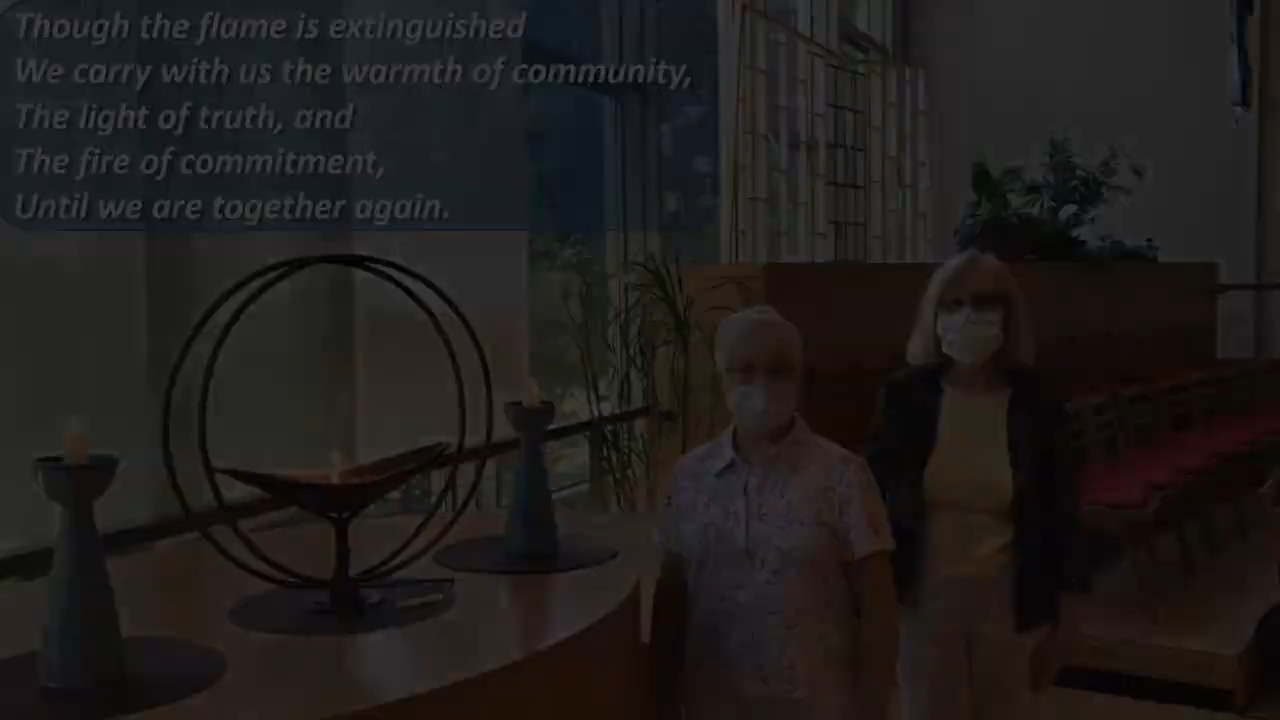 Though the flame is extinguished
We carry with us the warmth of community,
The light of truth, and
The fire of commitment,
Until we are together again.